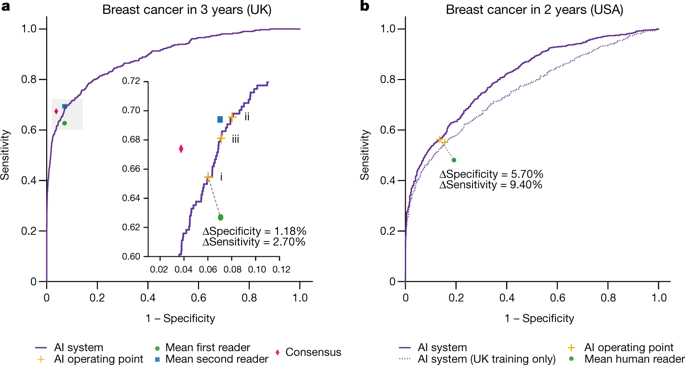 a Breast cancer in 3 years (UK)
1.0
0.8
0.6
0.4
0.2
0
Sensitivity
0 0.2 0.4 0.6 0.8 1.0
1 – Specificity
0.72
0.70
0.68
0.66
0.64
0.62
0.60
0.02 0.04 0.06 0.08 0.10 0.12
ii
iii
i
ΔSpecificity = 1.18%
ΔSensitivity = 2.70%
AI system
AI operating point
Mean first reader
Mean second reader
Consensus
b Breast cancer in 2 years (USA)
1.0
0.8
0.6
0.4
0.2
0
Sensitivity
0 0.2 0.4 0.6 0.8 1.0
1 – Specificity
ΔSpecificity = 5.70%
ΔSensitivity = 9.40%
AI system
AI system (UK training only)
AI operating point
Mean human reader